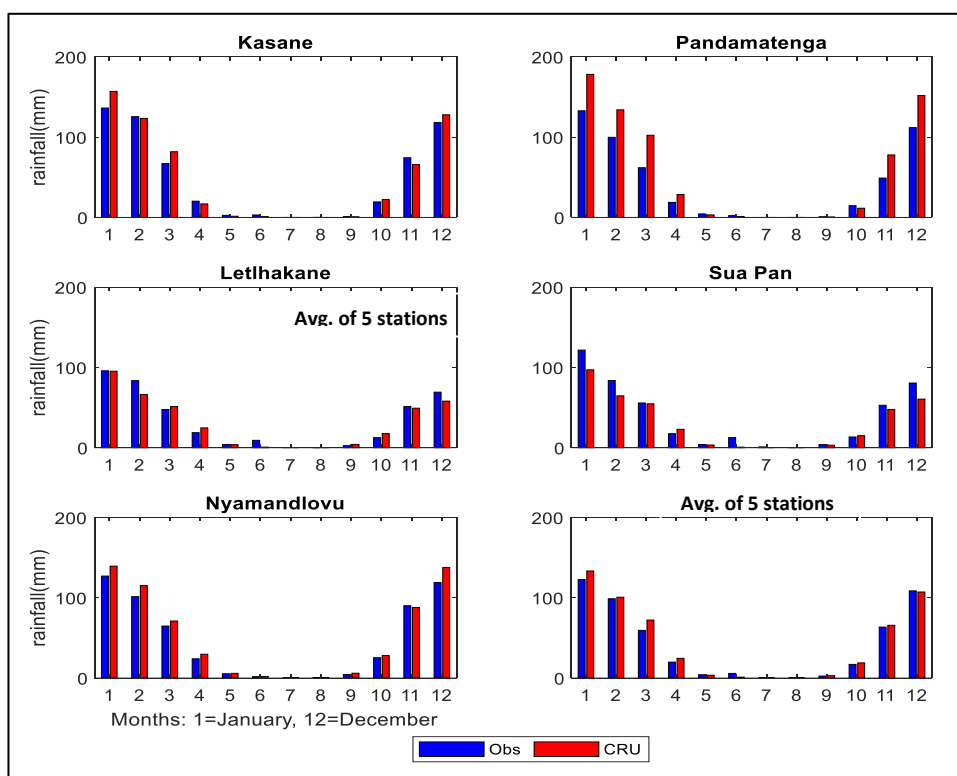 Kasane
Pandamatenga
200
100
0
rainfall(mm)
1 2 3 4 5 6 7 8 9 10 11 12
200
100
0
1 2 3 4 5 6 7 8 9 10 11 12
Letlhakane
Sua Pan
Avg. of 5 stations
200
100
0
rainfall(mm)
1 2 3 4 5 6 7 8 9 10 11 12
200
100
0
1 2 3 4 5 6 7 8 9 10 11 12
Nyamandlovu
Avg. of 5 stations
200
100
0
rainfall(mm)
1 2 3 4 5 6 7 8 9 10 11 12
200
100
0
1 2 3 4 5 6 7 8 9 10 11 12
Months: 1=January, 12=December
Obs CRU